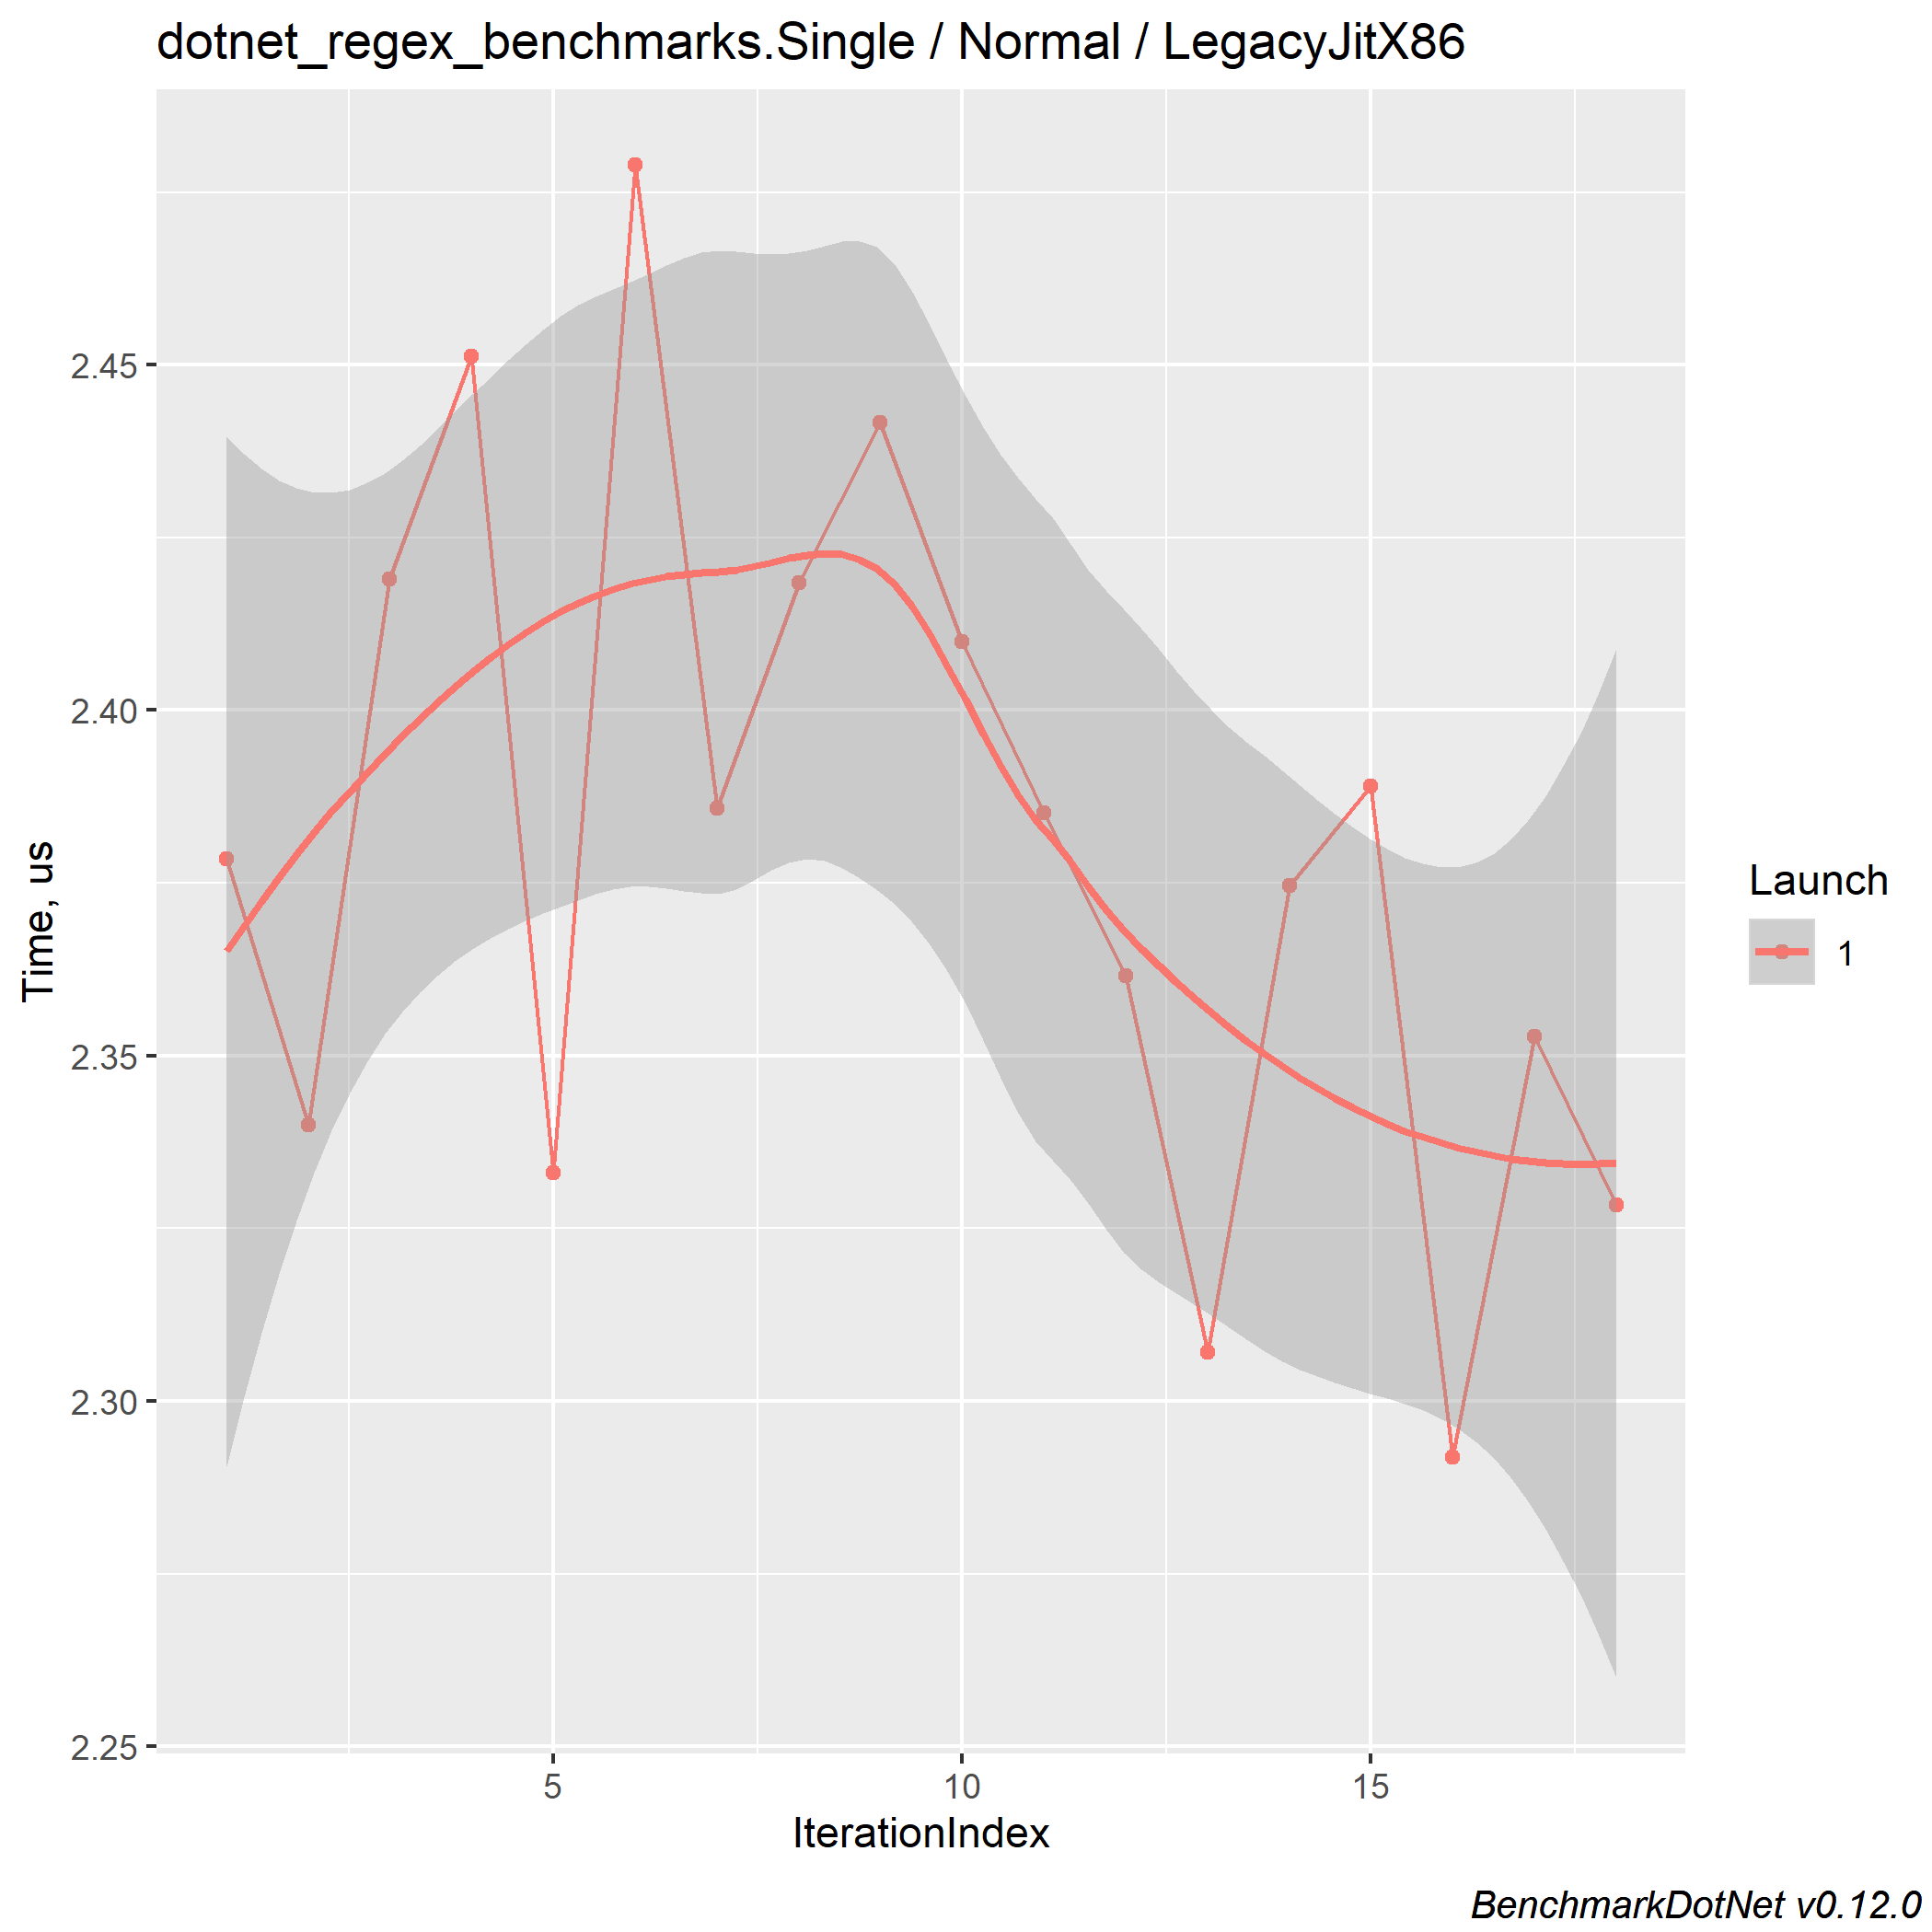 dotnet_regex_benchmarks.Single / Normal / LegacyJitX86
Time, us
2.45
2.40
2.35
2.30
2.25
5
10
15
IterationIndex
Launch
1
BenchmarkDotNet v0.12.0